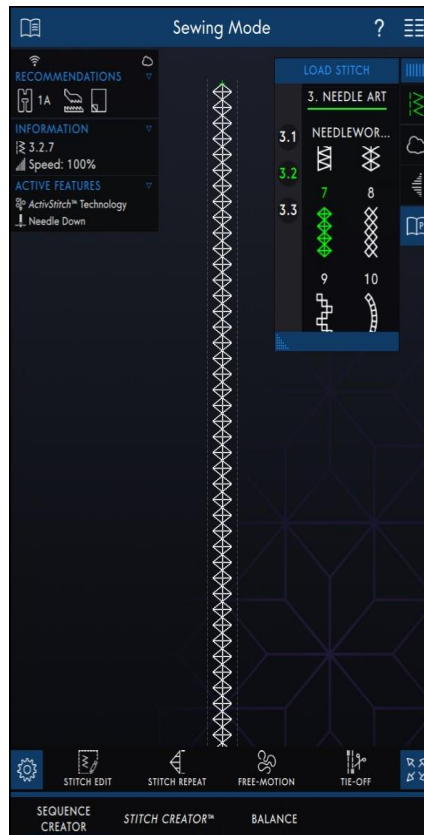 Sewing Mode
?
RECOMMENDATIONS
1A
INFORMATION
3.2.7
Speed: 100%
ACTIVE FEATURES
ActivStitch™ Technology
Needle Down
LOAD STITCH
3. NEEDLE ART
3.1 NEEDLEWOR...
3.2
7 8
3.3
9 10
STITCH EDIT STITCH REPEAT FREE-MOTION TIE-OFF
SEQUENCE
CREATOR
STITCH CREATOR™
BALANCE